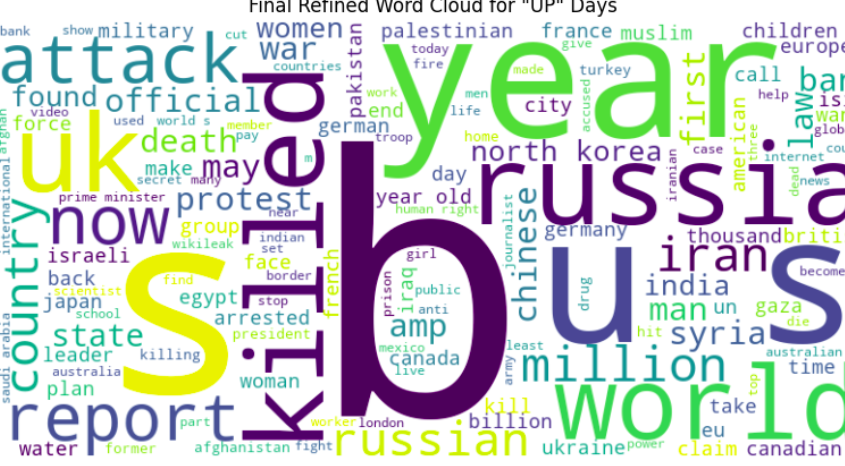 Final Refined Word Cloud for "UP" Days
bank show military cut women palestinian france muslim children
today give europe
attack war pakistan year
countries fire turkey call ban
found official work made first help
video used world s end men city accused law
force member german life war
afghan pay troop home american three
uk death killed north korea case internet
make may m day russia iranian dead news
secret many
international prime minister protest year old
now near human right journalist germany thousand
group indian
wikileak set girl chinese iran
israeli face french border
back scientist find stop prison iraq public drug india become
country japan egypt b us man un gaza
school arrested anti amp hit die
state president syria
s mexico canada least australian
leader killing million time
saudi arabia australia live army top
plan woman world take
report part kill
worker london billion eu
water former afghanistan fight russian ukraine power claim canadian